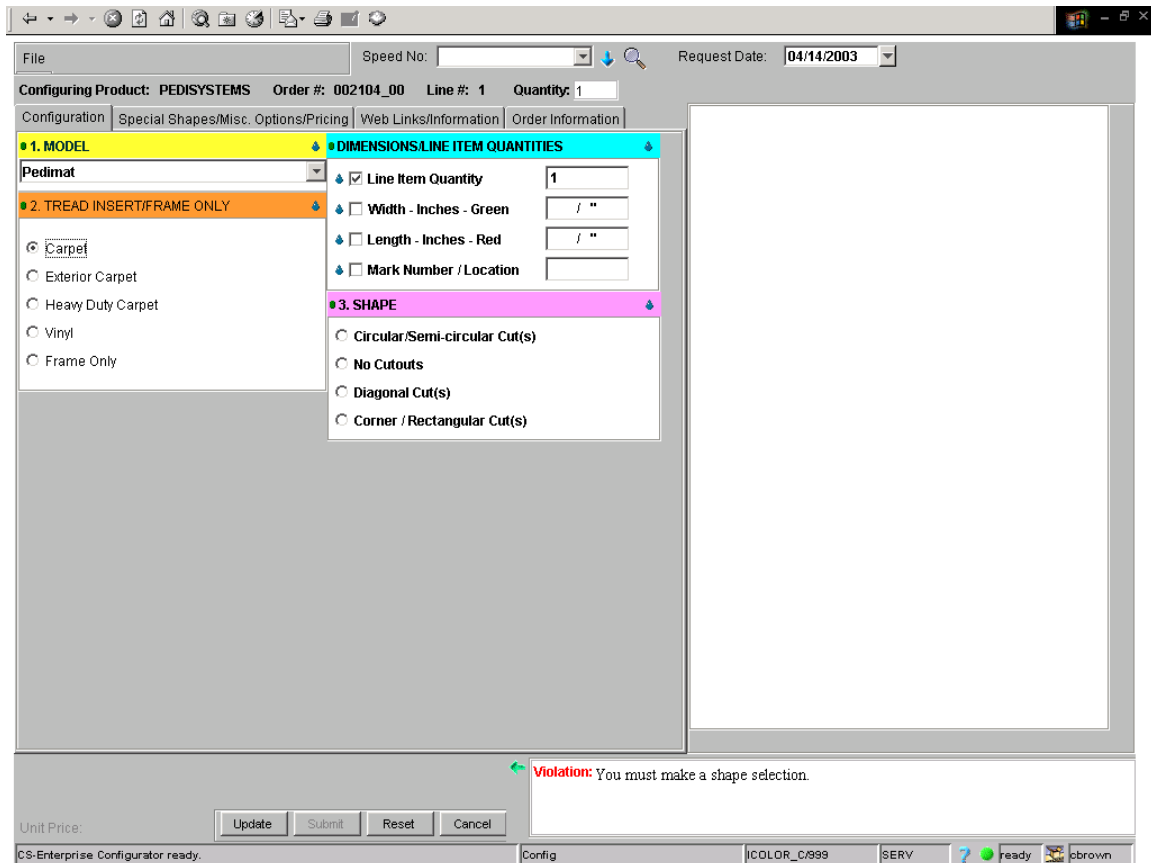 File
Speed No:
Request Date: 04/14/2003
Configuring Product: PEDISYSTEMS Order #: 002104_00 Line #: 1 Quantity: 1
Configuration Special Shapes/Misc. Options/Pricing Web Links/Information Order Information
1. MODEL
Pedimat
2. TREAD INSERT/FRAME ONLY
Carpet
Exterior Carpet
Heavy Duty Carpet
Vinyl
Frame Only
DIMENSIONS/LINE ITEM QUANTITIES
Line Item Quantity 1
Width - Inches - Green / "
Length - Inches - Red / "
Mark Number / Location
3. SHAPE
Circular/Semi-circular Cut(s)
No Cutouts
Diagonal Cut(s)
Corner / Rectangular Cut(s)
Violation: You must make a shape selection.
Unit Price:
Update Submit Reset Cancel
CS-Enterprise Configurator ready. Config ICOLOR_C/999 SERV ready obrown